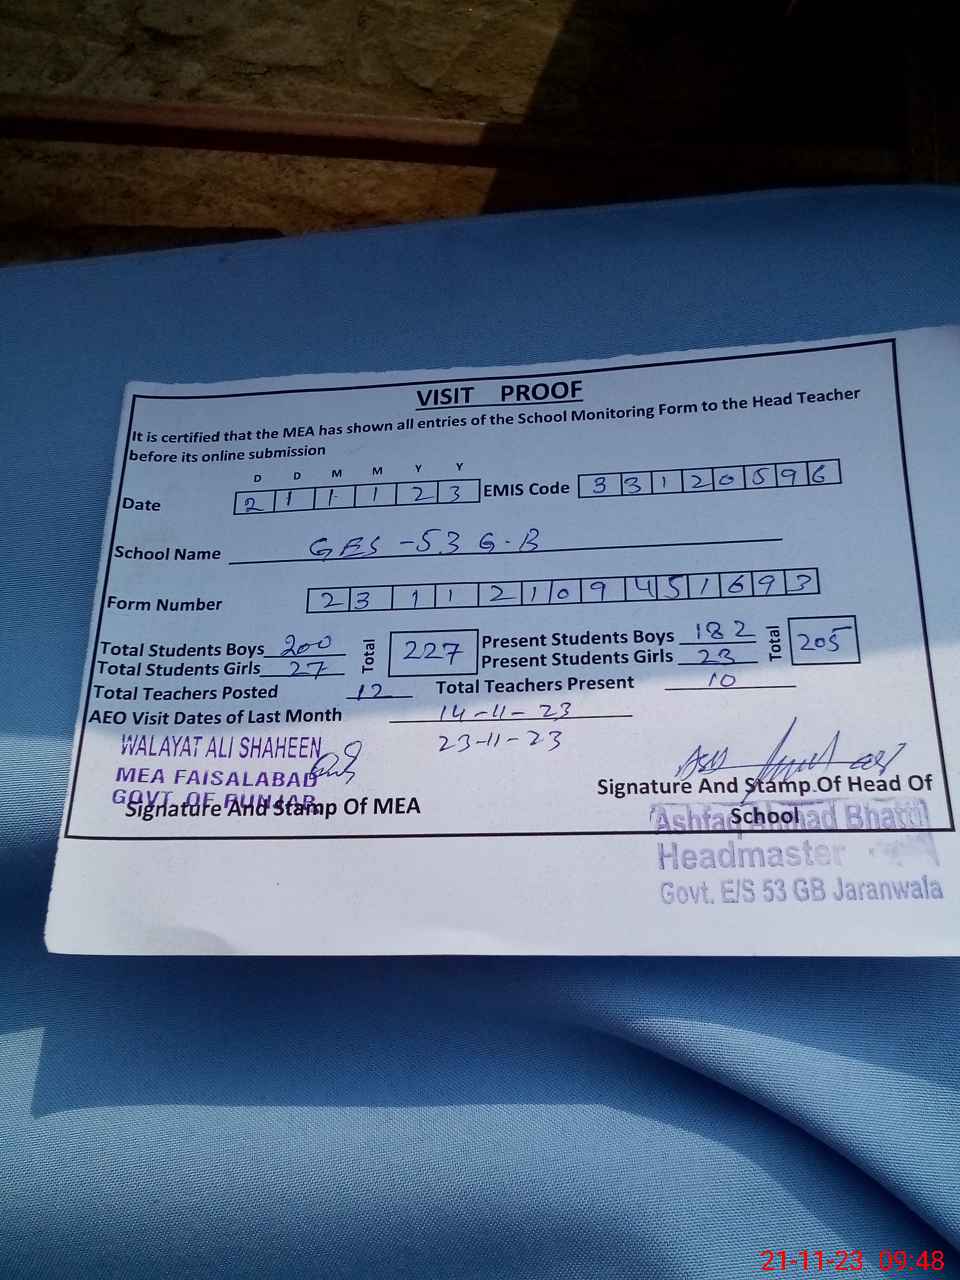 VISIT PROOF
It is certified that the MEA has shown all entries of the School Monitoring Form to the Head Teacher
before its online submission
D D M M Y Y
Date 2 1 1 1 2 3 EMIS Code 3 3 1 2 0 5 9 6
School Name GES -53 G.B
Form Number 2 3 1 1 2 1 0 9 4 5 1 6 9 3
Total Students Boys 200 Total 227 Present Students Boys 182 Total 205
Total Students Girls 27 Present Students Girls 23
Total Teachers Posted 12 Total Teachers Present 10
AEO Visit Dates of Last Month 14-11-23
23-11-23
WALAYAT ALI SHAHEEN
MEA FAISALABAD
GOVT. OF PUNJAB
Signature And Stamp Of MEA
Signature And Stamp Of Head Of
School
Ashfaq Ahmad Bhatti
Headmaster
Govt. E/S 53 GB Jaranwala
21-11-23 09:48